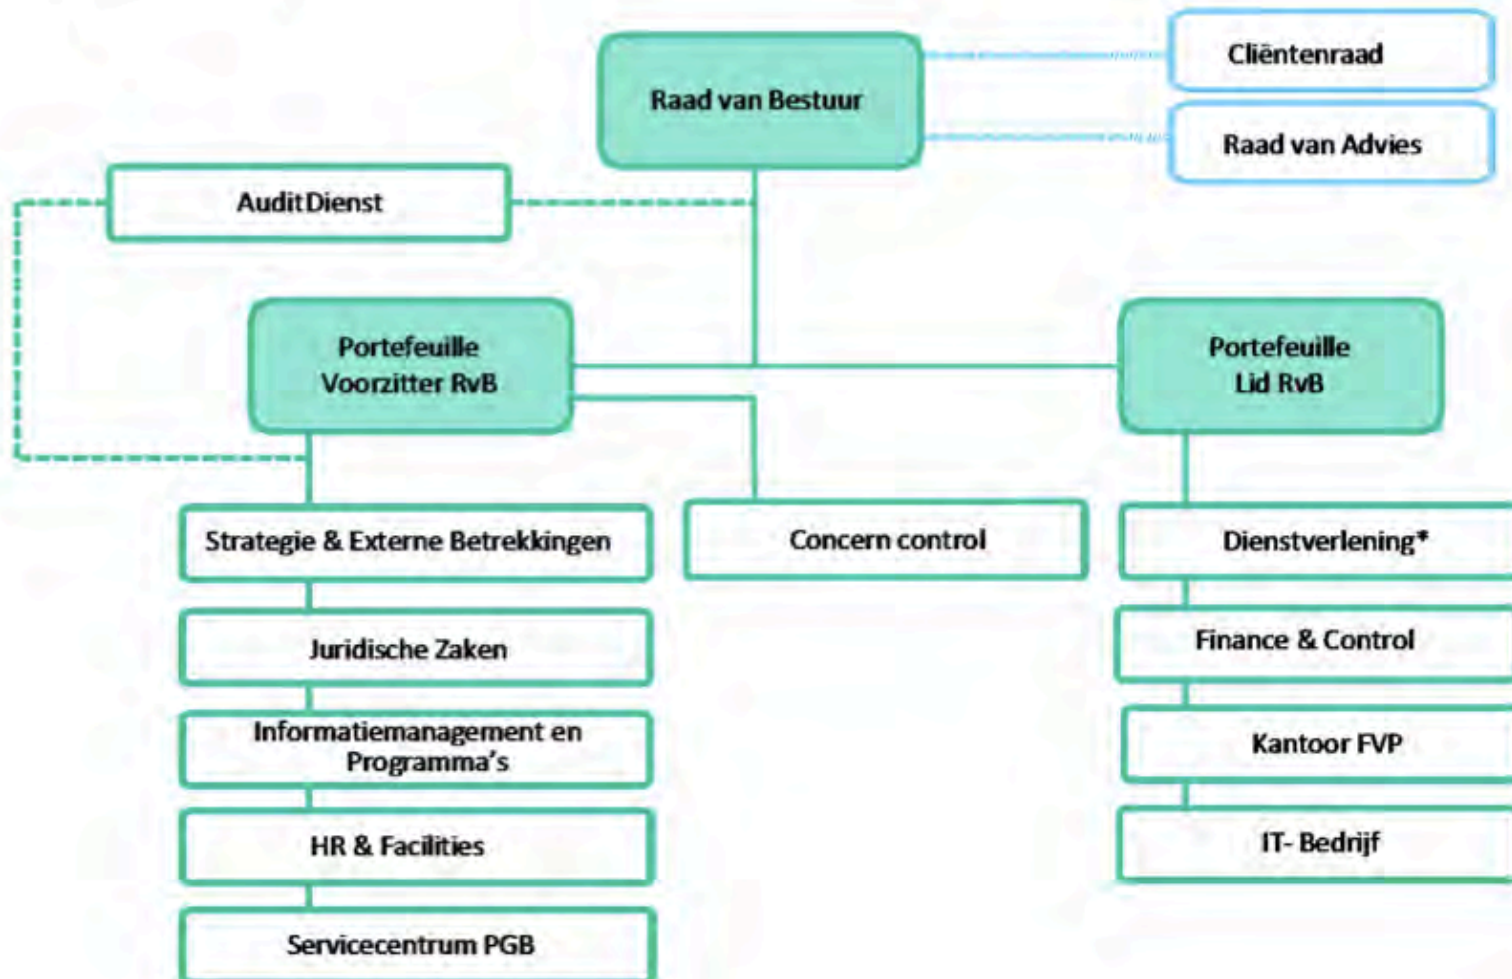 Cliëntenraad
Raad van Bestuur
Raad van Advies
AuditDienst
Portefeuille
Voorzitter RvB
Portefeuille
Lid RvB
Strategie & Externe Betrekkingen
Concern control
Dienstverlening*
Juridische Zaken
Finance & Control
Informatiemanagement en
Programma's
Kantoor FVP
HR & Facilities
IT- Bedrijf
Servicecentrum PGB